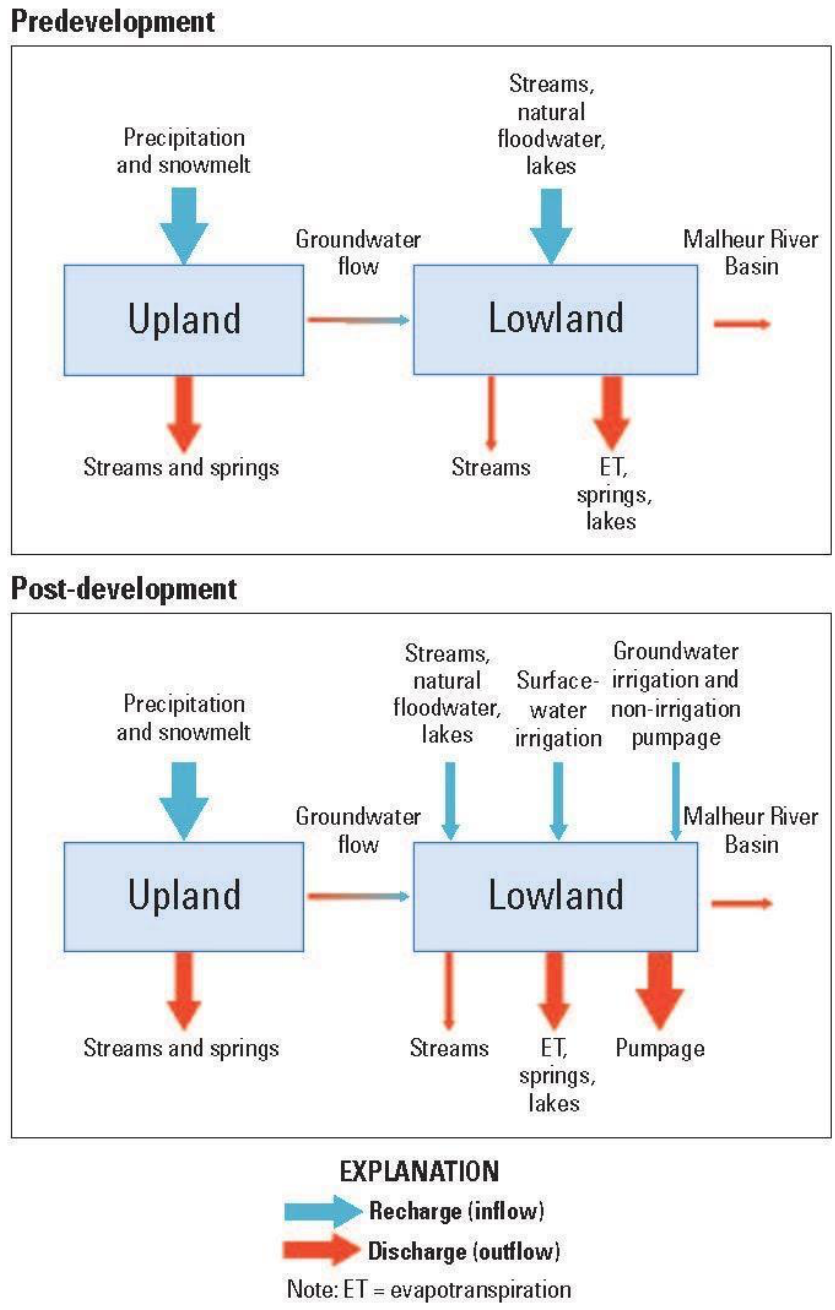 Predevelopment
Precipitation
and snowmelt
Streams,
natural
floodwater,
lakes
Groundwater
flow
Malheur River
Basin
Upland
Lowland
Streams and springs
Streams
ET,
springs,
lakes
Post-development
Precipitation
and snowmelt
Streams,
natural
floodwater,
lakes
Surface-
water
irrigation
Groundwater
irrigation and
non-irrigation
pumpage
Groundwater
flow
Malheur River
Basin
Upland
Lowland
Streams and springs
Streams
ET,
springs,
lakes
Pumpage
EXPLANATION
Recharge (inflow)
Discharge (outflow)
Note: ET = evapotranspiration